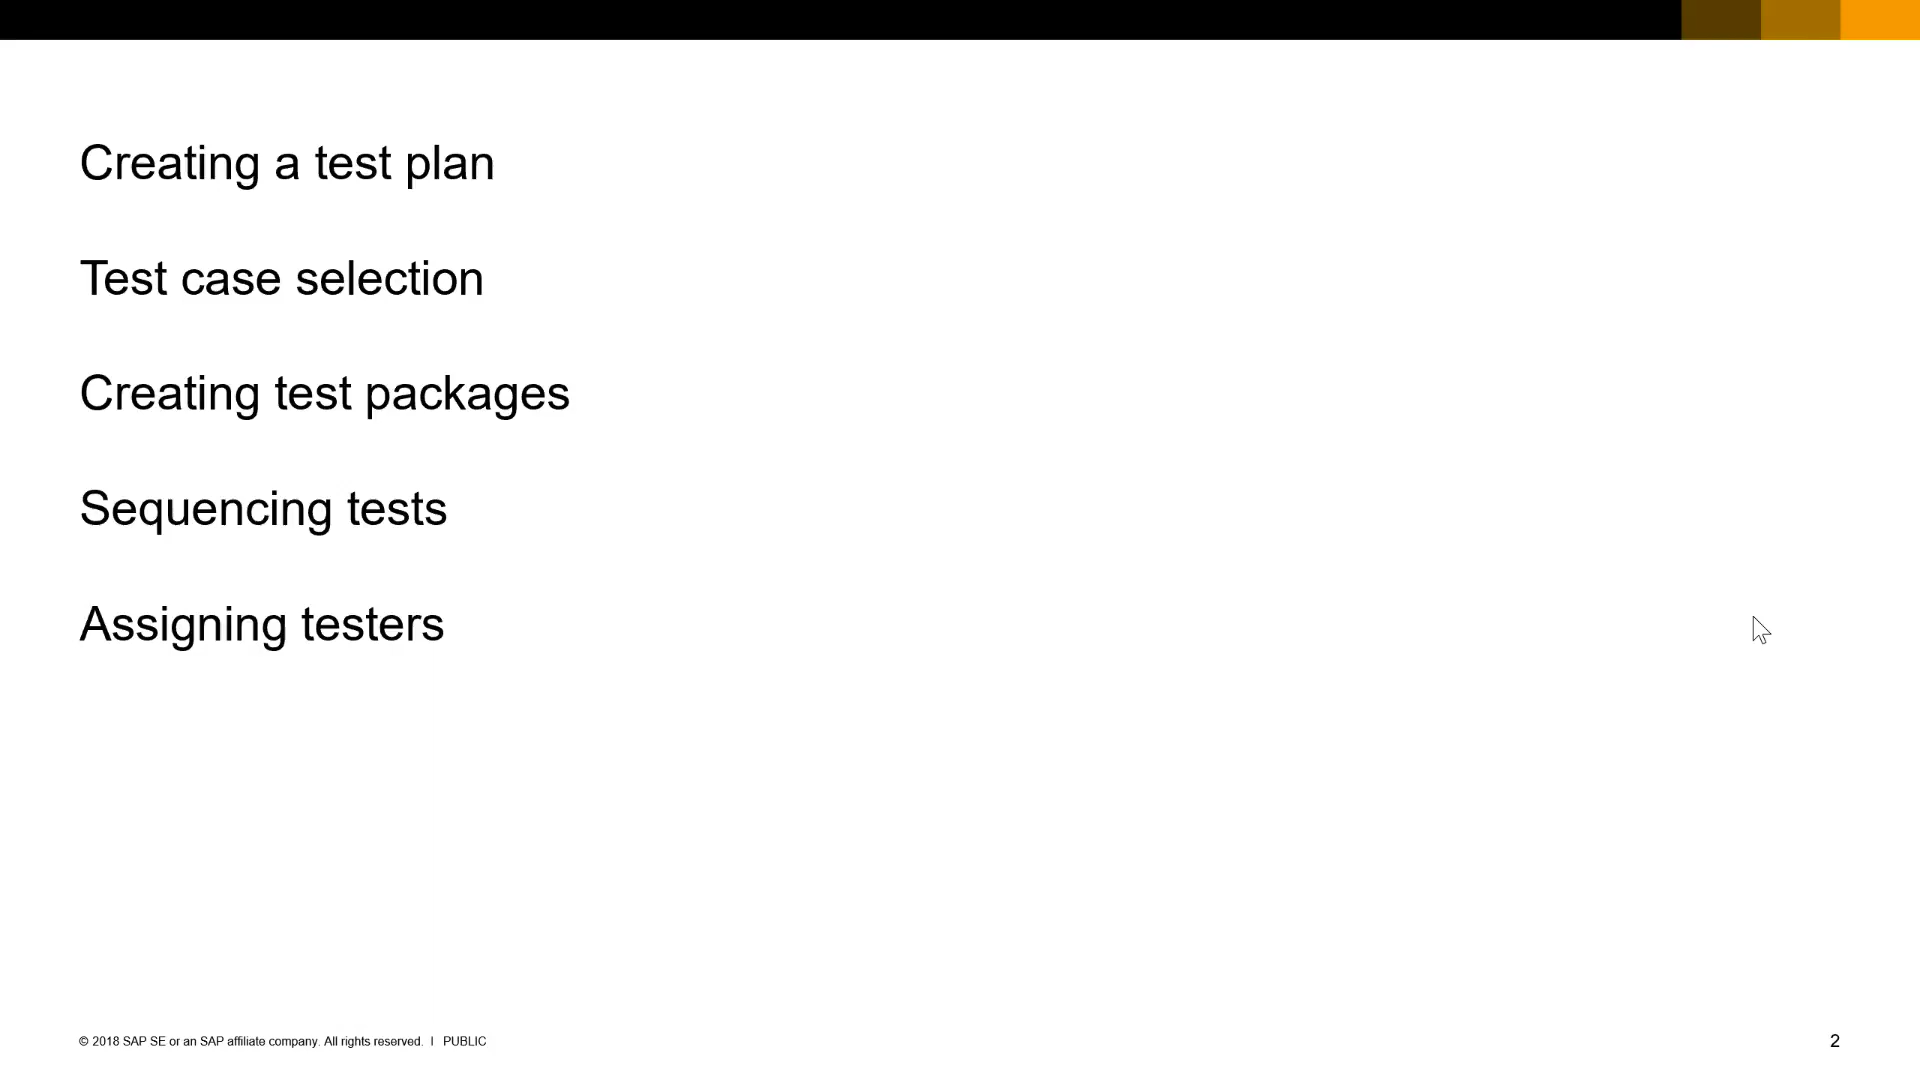 Creating a test plan
Test case selection
Creating test packages
Sequencing tests
Assigning testers
© 2018 SAP SE or an SAP affiliate company. All rights reserved. I PUBLIC
2